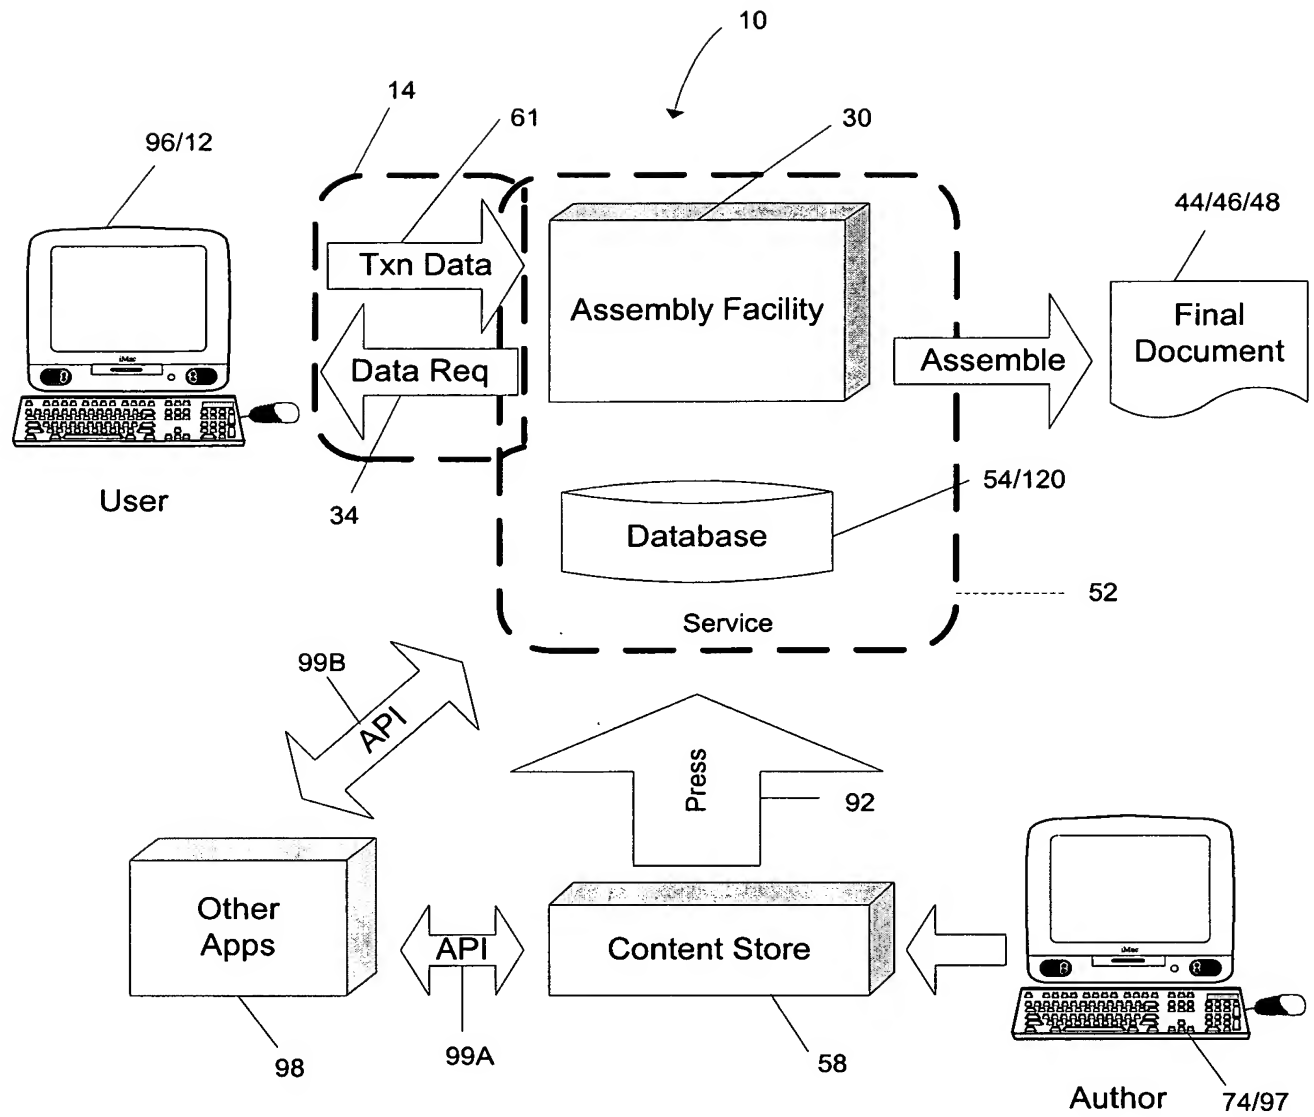 10
14
61
30
96/12
44/46/48
Txn Data
Assembly Facility
Final
Document
Data Req
Assemble
iMac
User
34
54/120
Database
52
Service
99B
API
Press
92
Other
Apps
API
Content Store
iMac
98
99A
58
Author
74/97